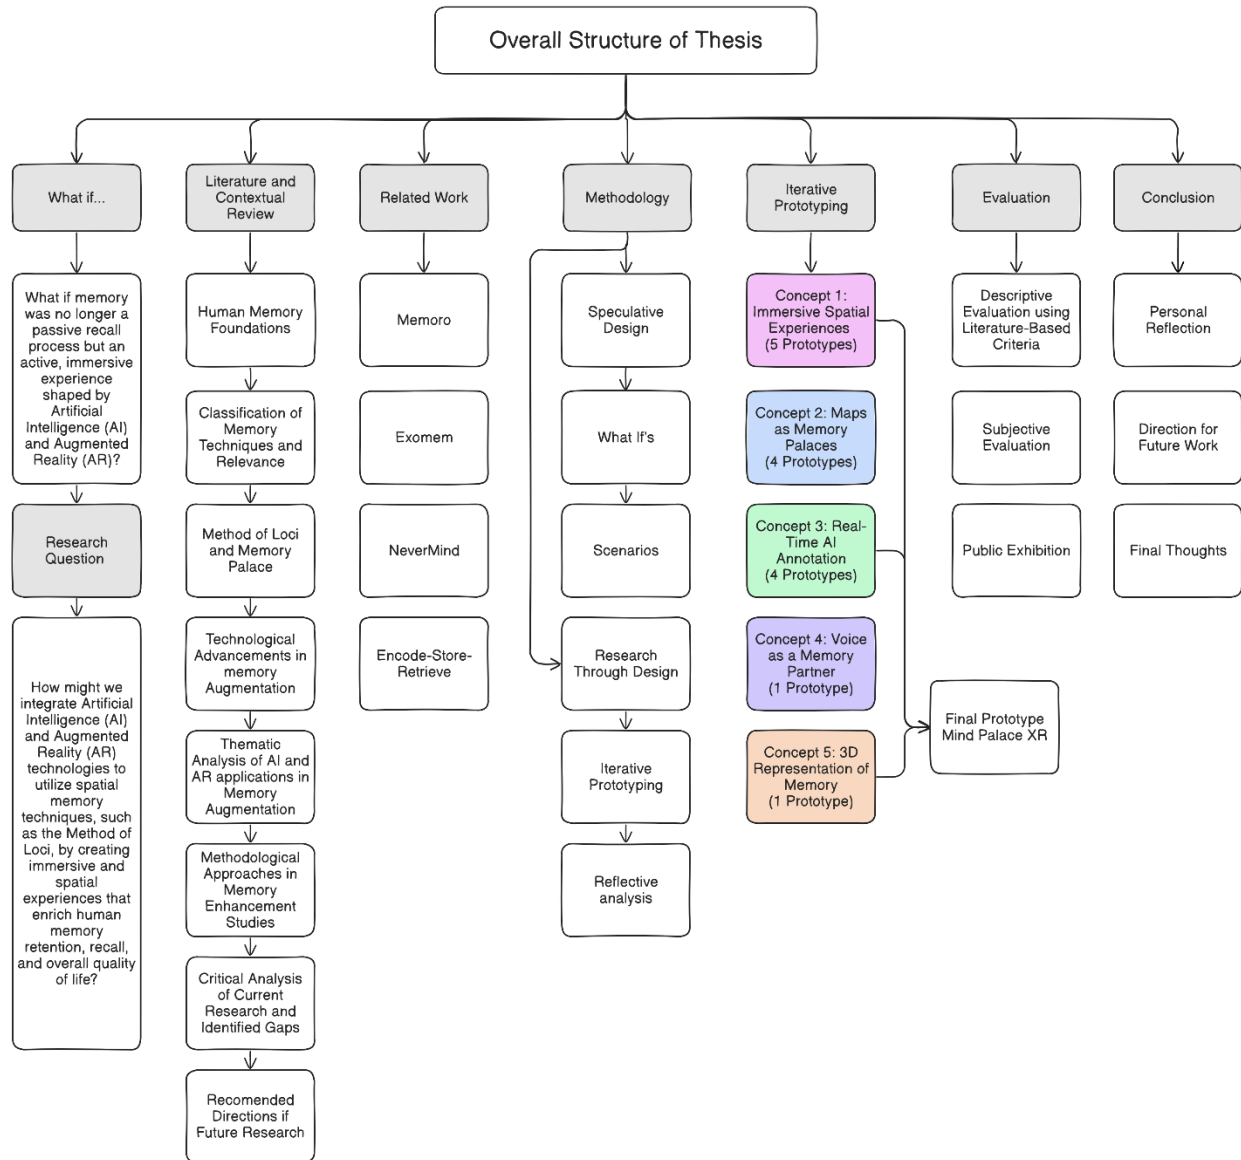 Overall Structure of Thesis
What if...
What if memory
was no longer a
passive recall
process but an
active, immersive
experience
shaped by
Artificial
Intelligence (AI)
and Augmented
Reality (AR)?
Research
Question
How might we
integrate Artificial
Intelligence (AI)
and Augmented
Reality (AR)
technologies to
utilize spatial
memory
techniques, such
as the Method of
Loci, by creating
immersive and
spatial
experiences that
enrich human
memory
retention, recall,
and overall quality
of life?
Literature and
Contextual
Review
Human Memory
Foundations
Classification of
Memory
Techniques and
Relevance
Method of Loci
and Memory
Palace
Technological
Advancements in
memory
Augmentation
Thematic
Analysis of AI and
AR applications in
Memory
Augmentation
Methodological
Approaches in
Memory
Enhancement
Studies
Critical Analysis
of Current
Research and
Identified Gaps
Recomended
Directions if
Future Research
Related Work
Memoro
Exomem
NeverMind
Encode-Store-
Retrieve
Methodology
Speculative
Design
What If's
Scenarios
Research
Through Design
Iterative
Prototyping
Reflective
analysis
Iterative
Prototyping
Concept 1:
Immersive Spatial
Experiences
(5 Prototypes)
Concept 2: Maps
as Memory
Palaces
(4 Prototypes)
Concept 3: Real-
Time AI
Annotation
(4 Prototypes)
Concept 4: Voice
as a Memory
Partner
(1 Prototype)
Concept 5: 3D
Representation of
Memory
(1 Prototype)
Final Prototype
Mind Palace XR
Evaluation
Descriptive
Evaluation using
Literature-Based
Criteria
Subjective
Evaluation
Public Exhibition
Conclusion
Personal
Reflection
Direction for
Future Work
Final Thoughts